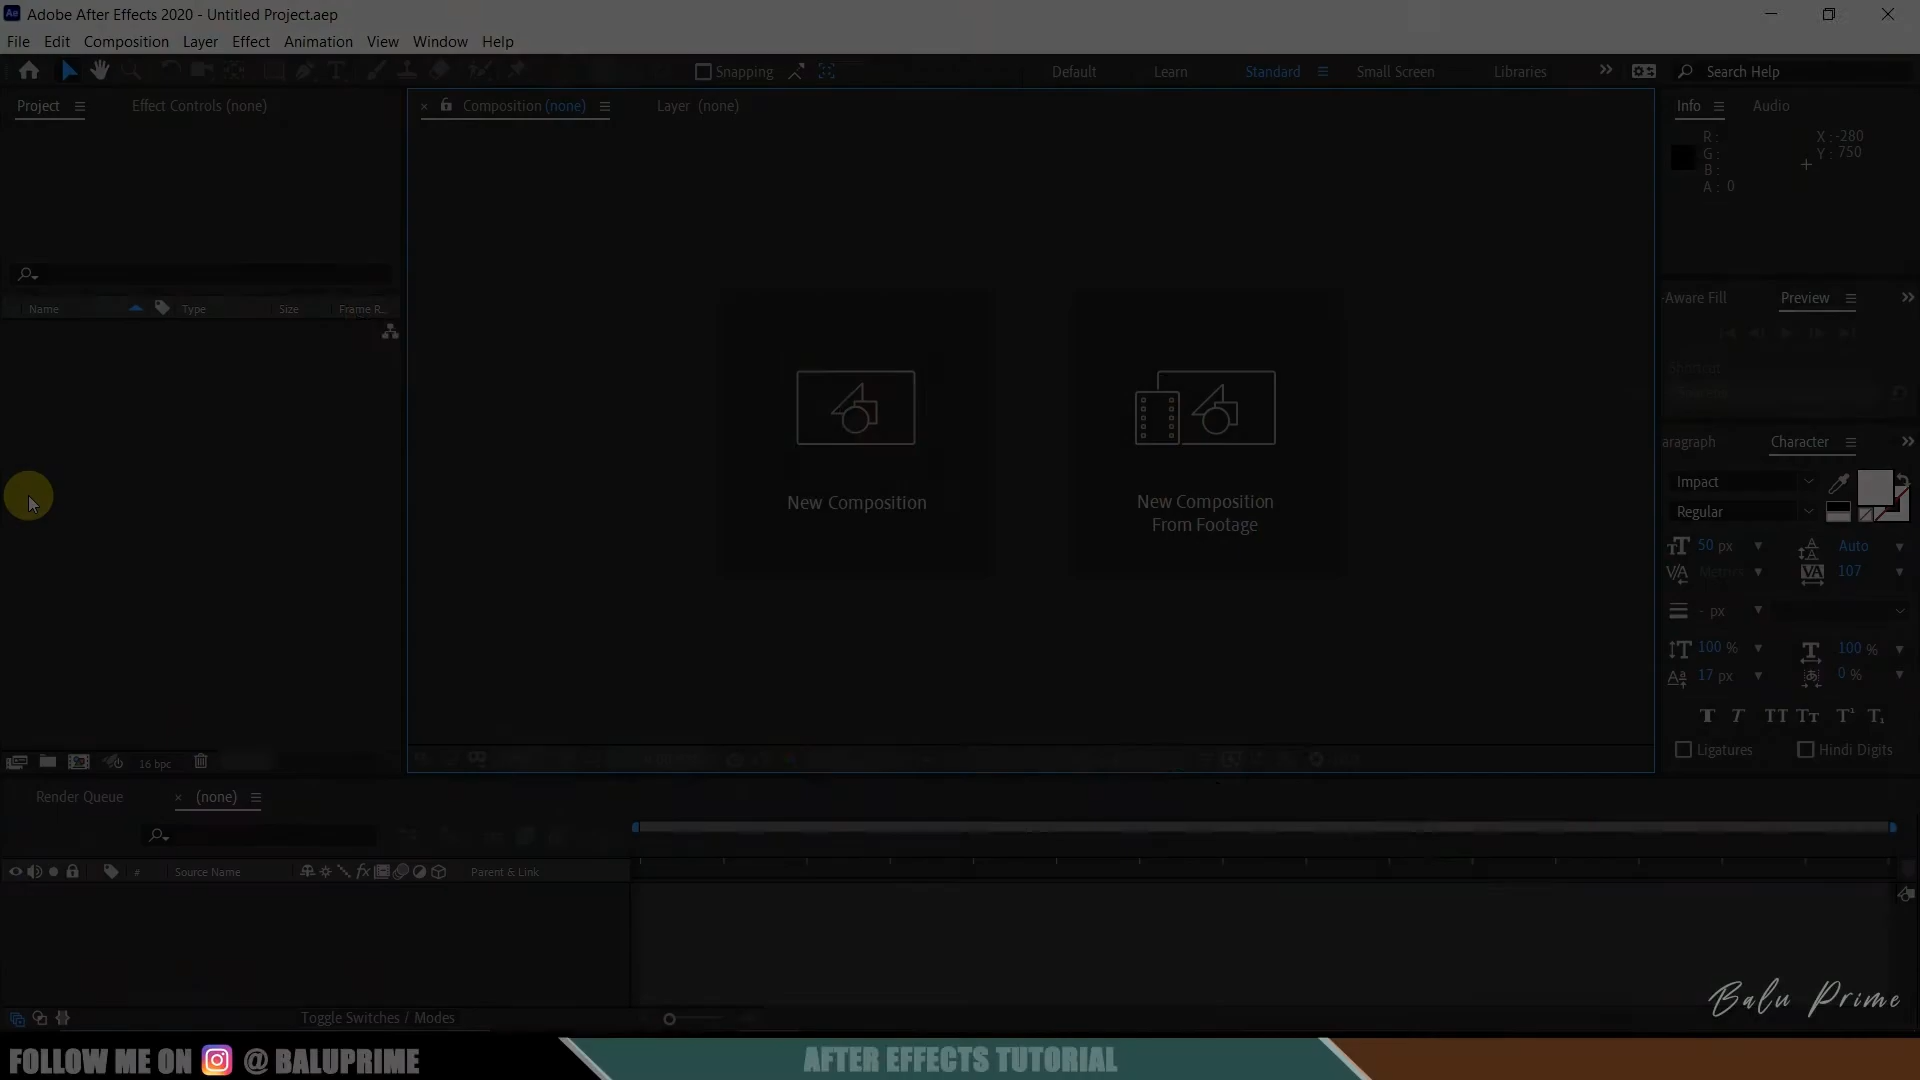 Adobe After Effects 2020 - Untitled Project.aep
File Edit Composition Layer Effect Animation View Window Help
Snapping
Default Learn Standard Small Screen Libraries
Search Help
Project
Effect Controls (none)
Composition (none)
Layer (none)
Info
Audio
R :
G :
B :
A : 0
X : -280
Y : 750
Name Type Size Frame R...
New Composition
New Composition
From Footage
-Aware Fill
Preview
Shortcut
aragraph
Character
Impact
Regular
50 px
Auto
Metrics
107
- px
100 %
100 %
17 px
0 %
Ligatures
Hindi Digits
16 bpc
Render Queue
(none)
# Source Name
Parent & Link
Toggle Switches / Modes
Balu Prime
FOLLOW ME ON @ BALUPRIME
AFTER EFFECTS TUTORIAL